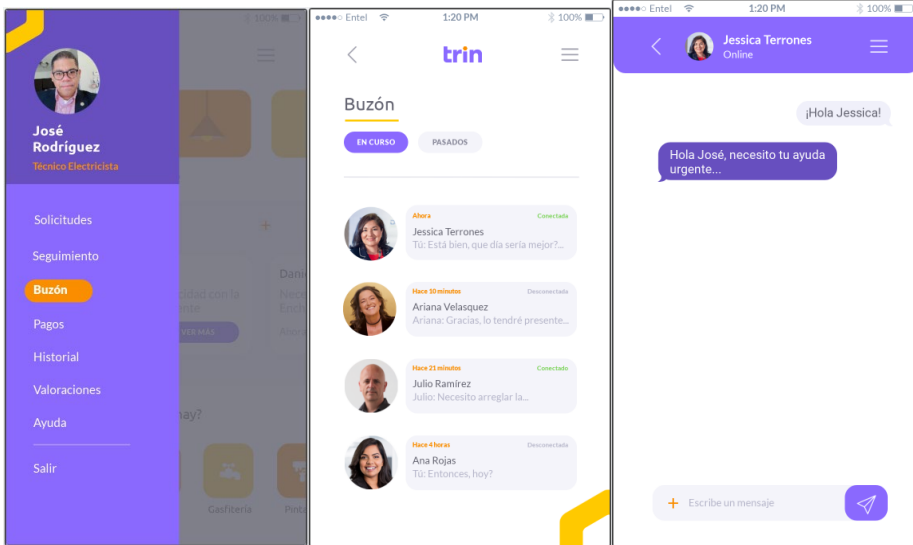 100%
José
Rodríguez
Técnico Electricista
Solicitudes
Seguimiento
Buzón
Pagos
Historial
Valoraciones
Ayuda
Salir
VER MÁS
Gasfitería
Entel
1:20 PM
100%
trin
Buzón
EN CURSO
PASADOS
Ahora
Conectada
Jessica Terrones
Tú: Está bien, que día sería mejor?...
Hace 10 minutos
Desconectada
Ariana Velasquez
Ariana: Gracias, lo tendré presente...
Hace 21 minutos
Conectado
Julio Ramírez
Julio: Necesito arreglar la...
Hace 4 horas
Desconectada
Ana Rojas
Tú: Entonces, hoy?
Entel
1:20 PM
100%
Jessica Terrones
Online
¡Hola Jessica!
Hola José, necesito tu ayuda
urgente...
Escribe un mensaje